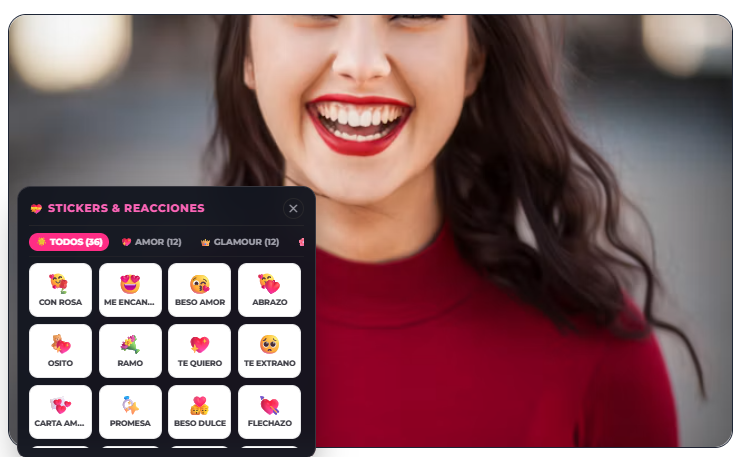 STICKERS & REACCIONES
TODOS (36) AMOR (12) GLAMOUR (12)
CON ROSA ME ENCAN... BESO AMOR ABRAZO
OSITO RAMO TE QUIERO TE EXTRANO
CARTA AM... PROMESA BESO DULCE FLECHAZO